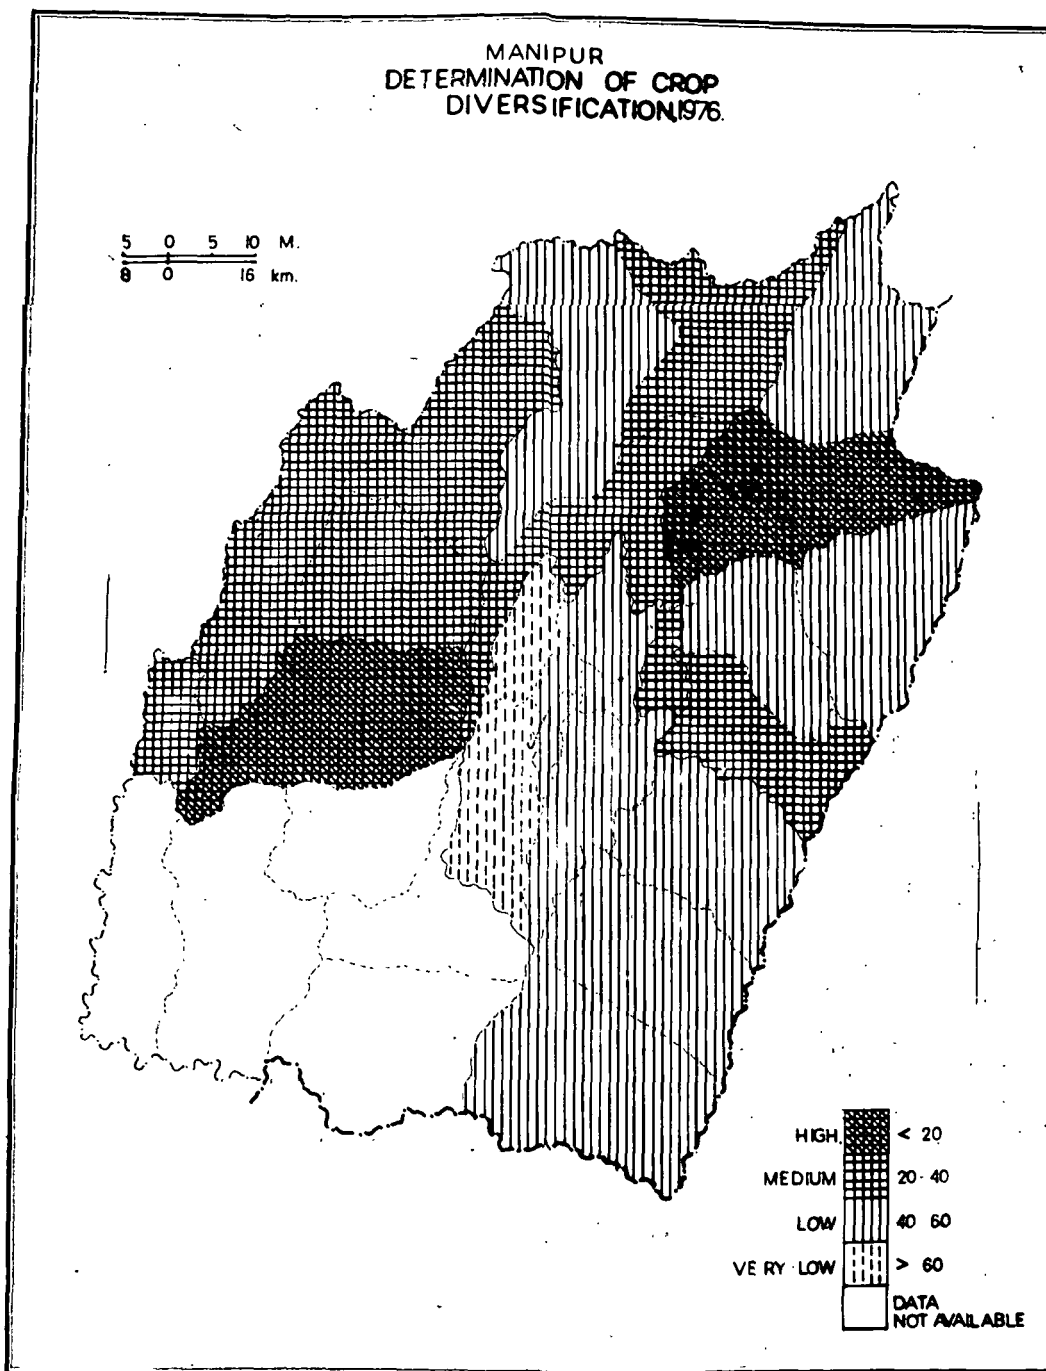 MANIPUR
DETERMINATION OF CROP
DIVERSIFICATION,1976.
5 0 5 10 M.
8 0 16 km.
HIGH. < 20
MEDIUM 20-40
LOW 40 60
VERY LOW > 60
DATA
NOT AVAILABLE